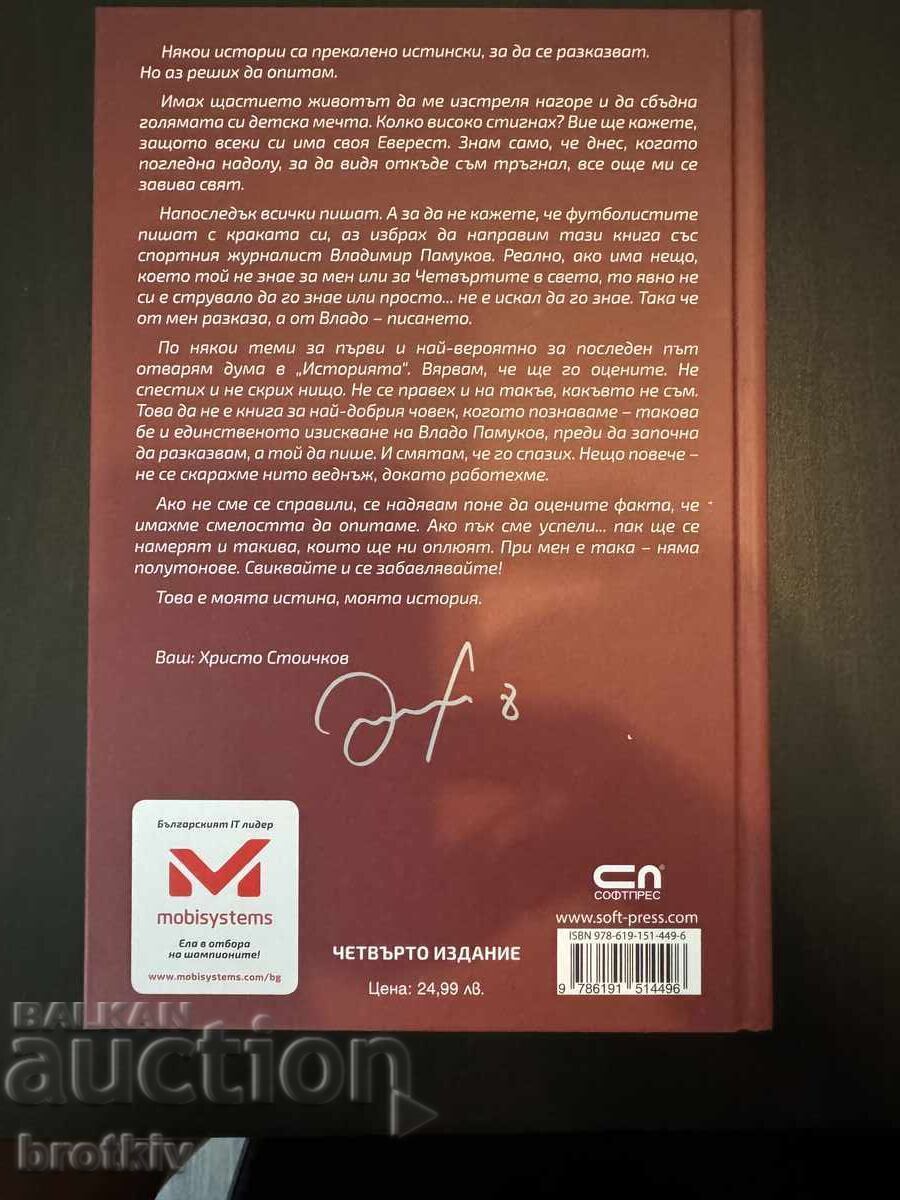 Някои истории са прекалено истински, за да се разказват.
Но аз реших да опитам.
Имах щастието животът да ме изстреля нагоре и да сбъдна
голямата си детска мечта. Колко високо стигнах? Вие ще кажете,
защото всеки си има своя Еверест. Знам само, че днес, когато
погледна надолу, за да видя откъде съм тръгнал, все още ми се
завива свят.
Напоследък всички пишат. А за да не кажете, че футболистите
пишат с краката си, аз избрах да направим тази книга със
спортния журналист Владимир Памуков. Реално, ако има нещо,
което той не знае за мен или за Четвъртите в света, то явно не
си е струвало да го знае или просто... не е искал да го знае. Така че
от мен разказа, а от Владо – писането.
По някои теми за първи и най-вероятно за последен път
отварям дума в „Историята“. Вярвам, че ще го оцените. Не
спестих и не скрих нищо. Не се правех и на такъв, какъвто не съм.
Това да не е книга за най-добрия човек, когото познаваме – такова
бе и единственото изискване на Владо Памуков, преди да започна
да разказвам, а той да пише. И смятам, че го спазих. Нещо повече –
не се скарахме нито веднъж, докато работехме.
Ако не сме се справили, се надявам поне да оцените факта, че
имахме смелостта да опитаме. Ако пък сме успели... пак ще се
намерят и такива, които ще ни оплюят. При мен е така – няма
полутонове. Свиквайте и се забавлявайте!
Това е моята истина, моята история.
Ваш: Христо Стоичков
8
Българският IT лидер
mobisystems
Ела в отбора
на шампионите!
www.mobisystems.com/bg
ЧЕТВЪРТО ИЗДАНИЕ
Цена: 24,99 лв.
СП
СОФТПРЕС
www.soft-press.com
ISBN 978-619-151-449-6
9 786191 514496
BALKAN
auction
brotkiv